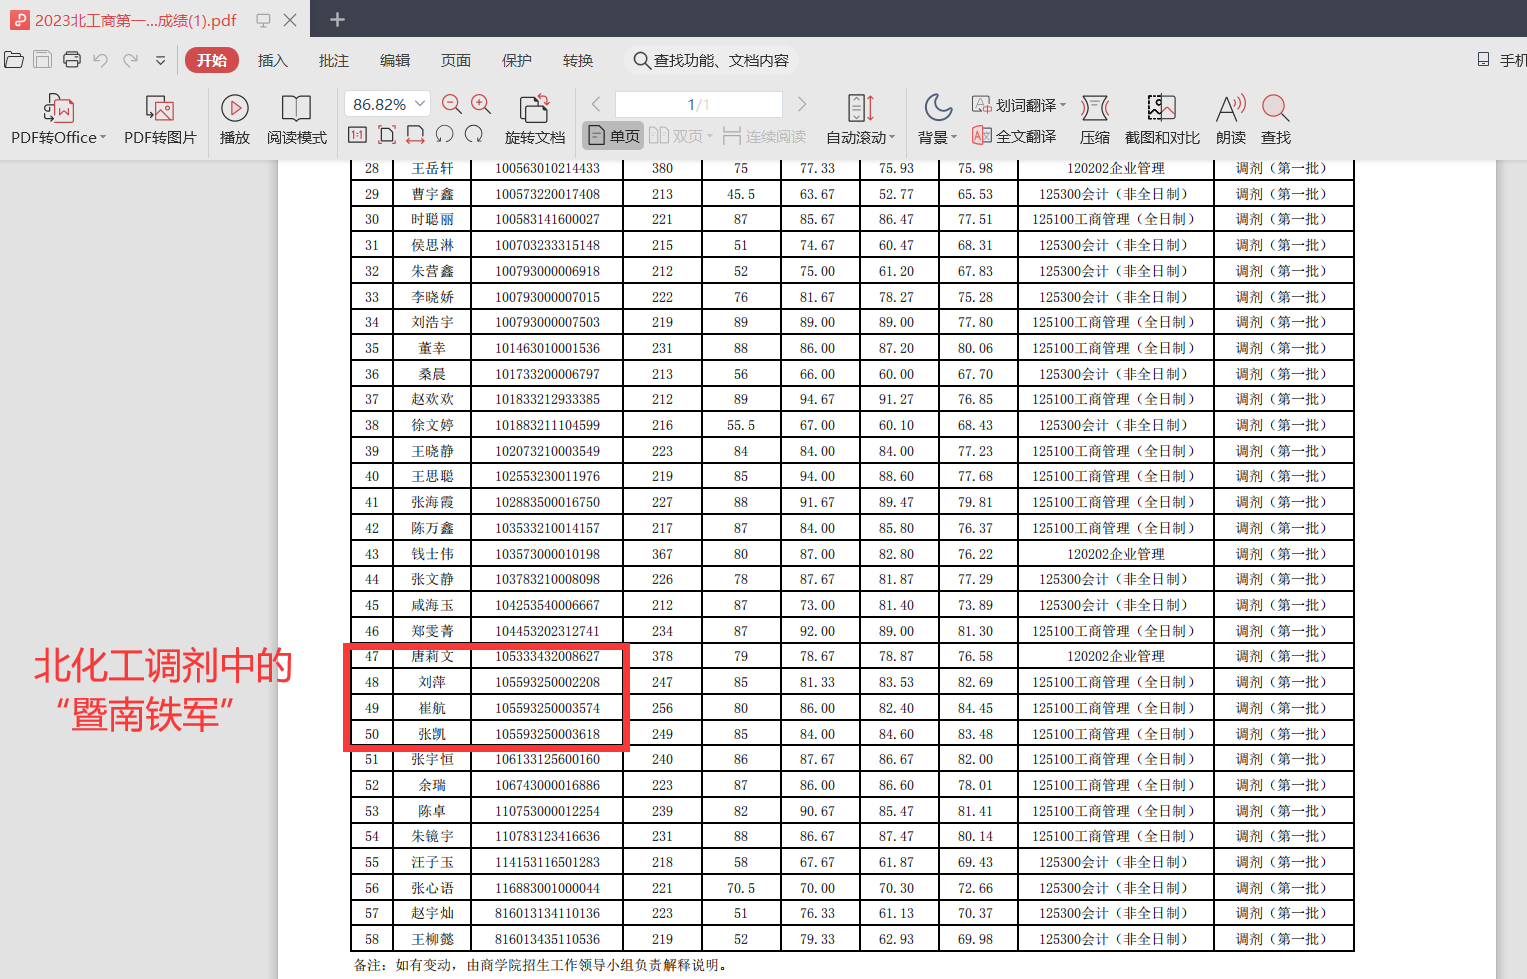 2023北工商第一...成绩(1).pdf
开始 插入 批注 编辑 页面 保护 转换 查找功能、文档内容 手机
PDF转Office PDF转图片 播放 阅读模式 86.82% 1:1 旋转文档 1/1 单页 双页 连续阅读 自动滚动 背景 划词翻译 全文翻译 压缩 截图和对比 朗读 查找
28 王岳轩 100563010214433 380 75 77.33 75.93 75.98 120202企业管理 调剂（第一批）
29 曹宇鑫 100573220017408 213 45.5 63.67 52.77 65.53 125300会计（非全日制） 调剂（第一批）
30 时聪丽 100583141600027 221 87 85.67 86.47 77.51 125100工商管理（全日制） 调剂（第一批）
31 侯思淋 100703233315148 215 51 74.67 60.47 68.31 125300会计（非全日制） 调剂（第一批）
32 朱营鑫 100793000006918 212 52 75.00 61.20 67.83 125300会计（非全日制） 调剂（第一批）
33 李晓娇 100793000007015 222 76 81.67 78.27 75.28 125300会计（非全日制） 调剂（第一批）
34 刘浩宇 100793000007503 219 89 89.00 89.00 77.80 125100工商管理（全日制） 调剂（第一批）
35 董幸 101463010001536 231 88 86.00 87.20 80.06 125100工商管理（全日制） 调剂（第一批）
36 桑晨 101733200006797 213 56 66.00 60.00 67.70 125300会计（非全日制） 调剂（第一批）
37 赵欢欢 101833212933385 212 89 94.67 91.27 76.85 125100工商管理（全日制） 调剂（第一批）
38 徐文婷 101883211104599 216 55.5 67.00 60.10 68.43 125300会计（非全日制） 调剂（第一批）
39 王晓静 102073210003549 223 84 84.00 84.00 77.23 125100工商管理（全日制） 调剂（第一批）
40 王思聪 102553230011976 219 85 94.00 88.60 77.68 125100工商管理（全日制） 调剂（第一批）
41 张海霞 102883500016750 227 88 91.67 89.47 79.81 125100工商管理（全日制） 调剂（第一批）
42 陈万鑫 103533210014157 217 87 84.00 85.80 76.37 125100工商管理（全日制） 调剂（第一批）
43 钱士伟 103573000010198 367 80 87.00 82.80 76.22 120202企业管理 调剂（第一批）
44 张文静 103783210008098 226 78 87.67 81.87 77.29 125300会计（非全日制） 调剂（第一批）
45 咸海玉 104253540006667 212 87 73.00 81.40 73.89 125300会计（非全日制） 调剂（第一批）
46 郑雯菁 104453202312741 234 87 92.00 89.00 81.30 125100工商管理（全日制） 调剂（第一批）
47 唐莉文 105333432008627 378 79 78.67 78.87 76.58 120202企业管理 调剂（第一批）
48 刘萍 105593250002208 247 85 81.33 83.53 82.69 125100工商管理（全日制） 调剂（第一批）
49 崔航 105593250003574 256 80 86.00 82.40 84.45 125100工商管理（全日制） 调剂（第一批）
50 张凯 105593250003618 249 85 84.00 84.60 83.48 125100工商管理（全日制） 调剂（第一批）
51 张宇恒 106133125600160 240 86 87.67 86.67 82.00 125100工商管理（全日制） 调剂（第一批）
52 余瑞 106743000016886 223 87 86.00 86.60 78.01 125100工商管理（全日制） 调剂（第一批）
53 陈卓 110753000012254 239 82 90.67 85.47 81.41 125100工商管理（全日制） 调剂（第一批）
54 朱镜宇 110783123416636 231 88 86.67 87.47 80.14 125100工商管理（全日制） 调剂（第一批）
55 汪子玉 114153116501283 218 58 67.67 61.87 69.43 125300会计（非全日制） 调剂（第一批）
56 张心语 116883001000044 221 70.5 70.00 70.30 72.66 125300会计（非全日制） 调剂（第一批）
57 赵宇灿 816013134110136 223 51 76.33 61.13 70.37 125300会计（非全日制） 调剂（第一批）
58 王柳懿 816013435110536 219 52 79.33 62.93 69.98 125300会计（非全日制） 调剂（第一批）
备注：如有变动，由商学院招生工作领导小组负责解释说明。
北化工调剂中的
“暨南铁军”